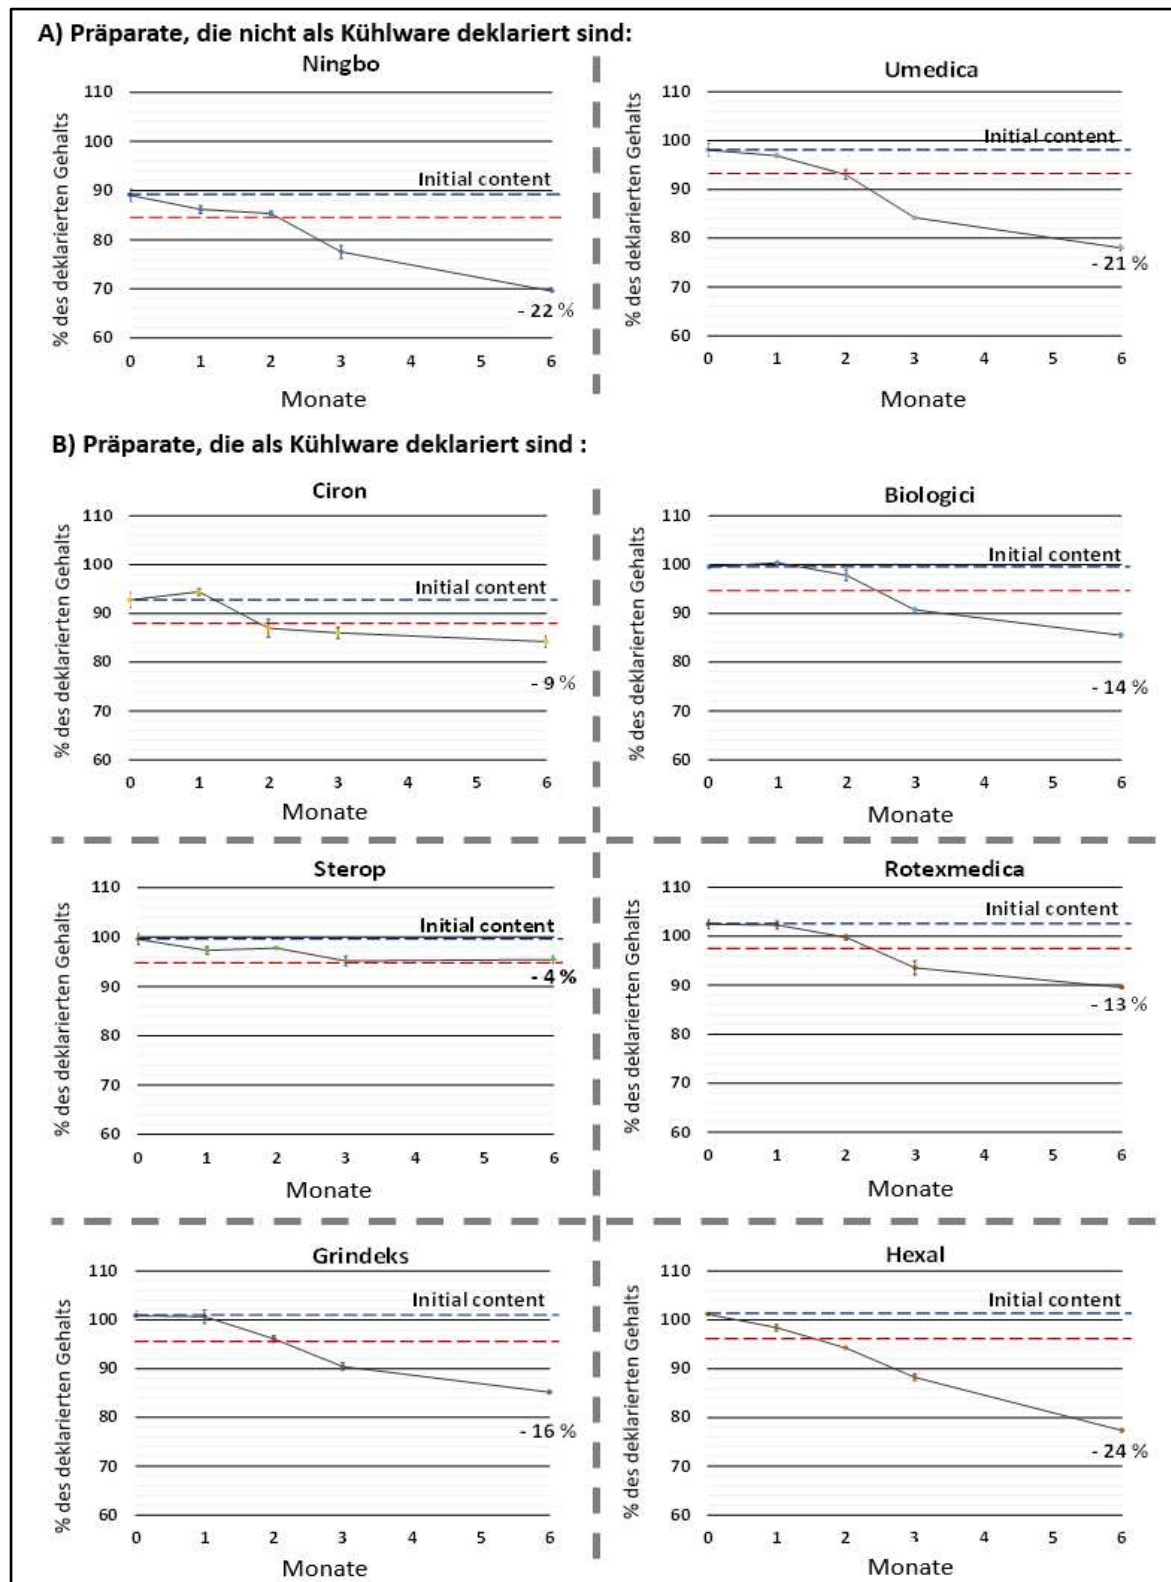 A) Präparate, die nicht als Kühlware deklariert sind:
Ningbo
% des deklarierten Gehalts
110
100
90
80
70
60
Initial content
- 22 %
0 1 2 3 4 5 6
Monate
Umedica
% des deklarierten Gehalts
110
100
90
80
70
60
Initial content
- 21 %
0 1 2 3 4 5 6
Monate
B) Präparate, die als Kühlware deklariert sind :
Ciron
% des deklarierten Gehalts
110
100
90
80
70
60
Initial content
- 9 %
0 1 2 3 4 5 6
Monate
Biologici
% des deklarierten Gehalts
110
100
90
80
70
60
Initial content
- 14 %
0 1 2 3 4 5 6
Monate
Sterop
% des deklarierten Gehalts
110
100
90
80
70
60
Initial content
- 4 %
0 1 2 3 4 5 6
Monate
Rotexmedica
% des deklarierten Gehalts
110
100
90
80
70
60
Initial content
- 13 %
0 1 2 3 4 5 6
Monate
Grindeks
% des deklarierten Gehalts
110
100
90
80
70
60
Initial content
- 16 %
0 1 2 3 4 5 6
Monate
Hexal
% des deklarierten Gehalts
110
100
90
80
70
60
Initial content
- 24 %
0 1 2 3 4 5 6
Monate